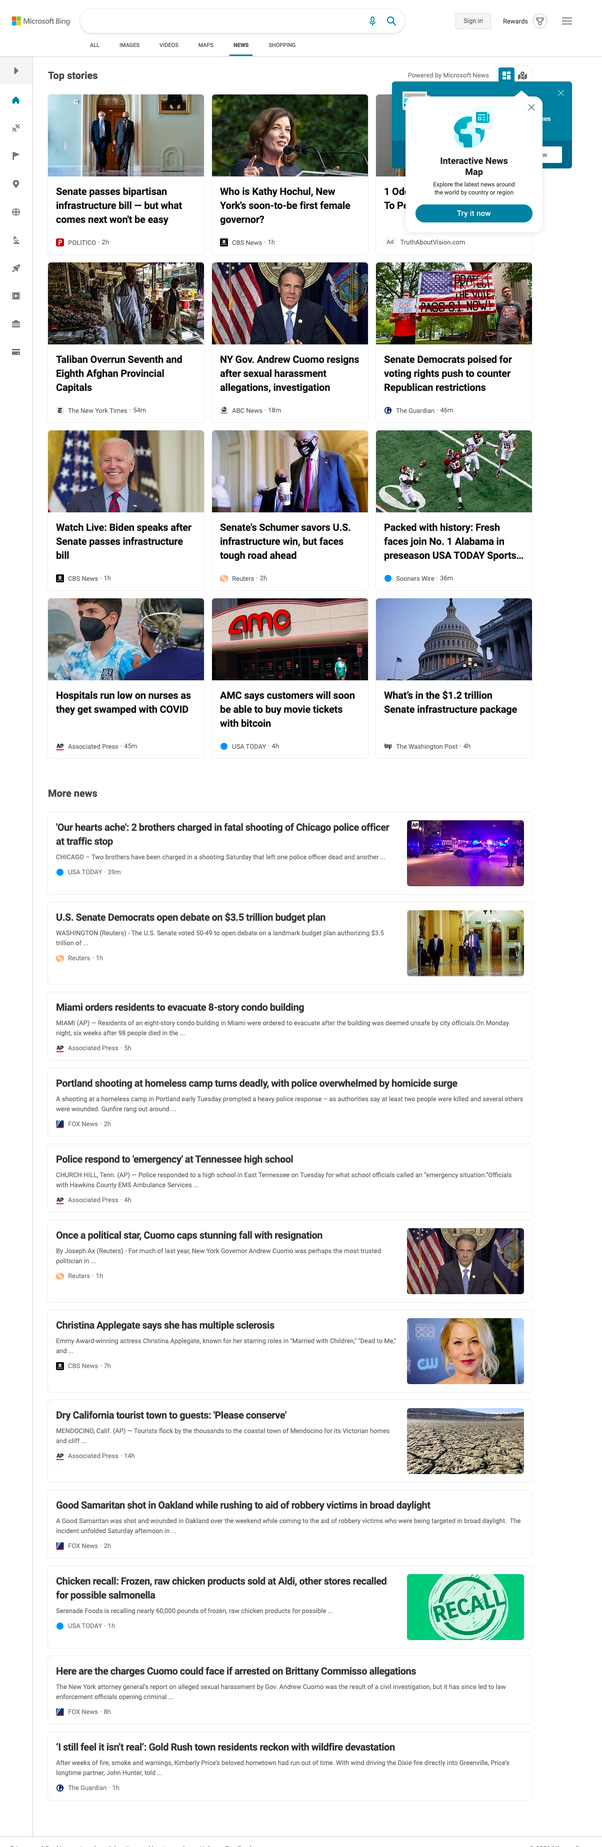 Microsoft Bing
Sign in
Rewards
ALL
IMAGES
VIDEOS
MAPS
NEWS
SHOPPING
Top stories
Powered by Microsoft News
Interactive News
Map
Explore the latest news around
the world by country or region
Try it now
Senate passes bipartisan
infrastructure bill — but what
comes next won't be easy
POLITICO · 2h
Who is Kathy Hochul, New
York's soon-to-be first female
governor?
CBS News · 1h
Ad TruthAboutVision.com
Taliban Overrun Seventh and
Eighth Afghan Provincial
Capitals
The New York Times · 54m
NY Gov. Andrew Cuomo resigns
after sexual harassment
allegations, investigation
ABC News · 18m
PROTECT
THE VOTE
PASS S.1 NOW!
Senate Democrats poised for
voting rights push to counter
Republican restrictions
The Guardian · 46m
Watch Live: Biden speaks after
Senate passes infrastructure
bill
CBS News · 1h
Senate's Schumer savors U.S.
infrastructure win, but faces
tough road ahead
Reuters · 2h
Packed with history: Fresh
faces join No. 1 Alabama in
preseason USA TODAY Sports...
Sooners Wire · 36m
Hospitals run low on nurses as
they get swamped with COVID
AP Associated Press · 45m
amc
AMC says customers will soon
be able to buy movie tickets
with bitcoin
USA TODAY · 4h
What's in the $1.2 trillion
Senate infrastructure package
wp The Washington Post · 4h
More news
'Our hearts ache': 2 brothers charged in fatal shooting of Chicago police officer
at traffic stop
CHICAGO – Two brothers have been charged in a shooting Saturday that left one police officer dead and another ...
USA TODAY · 39m
AP
U.S. Senate Democrats open debate on $3.5 trillion budget plan
WASHINGTON (Reuters) - The U.S. Senate voted 50-49 to open debate on a landmark budget plan authorizing $3.5
trillion of ...
Reuters · 1h
Miami orders residents to evacuate 8-story condo building
MIAMI (AP) — Residents of an eight-story condo building in Miami were ordered to evacuate after the building was deemed unsafe by city officials.On Monday
night, six weeks after 98 people died in the ...
AP Associated Press · 5h
Portland shooting at homeless camp turns deadly, with police overwhelmed by homicide surge
A shooting at a homeless camp in Portland early Tuesday prompted a heavy police response – as authorities say at least two people were killed and several others
were wounded. Gunfire rang out around ...
FOX News · 2h
Police respond to 'emergency' at Tennessee high school
CHURCH HILL, Tenn. (AP) — Police responded to a high school in East Tennessee on Tuesday for what school officials called an "emergency situation."Officials
with Hawkins County EMS Ambulance Services ...
AP Associated Press · 4h
Once a political star, Cuomo caps stunning fall with resignation
By Joseph Ax (Reuters) - For much of last year, New York Governor Andrew Cuomo was perhaps the most trusted
politician in ...
Reuters · 1h
Christina Applegate says she has multiple sclerosis
Emmy Award-winning actress Christina Applegate, known for her starring roles in "Married with Children," "Dead to Me,"
and ...
CBS News · 7h
CW
Dry California tourist town to guests: 'Please conserve'
MENDOCINO, Calif. (AP) — Tourists flock by the thousands to the coastal town of Mendocino for its Victorian homes
and cliff ...
AP Associated Press · 14h
Good Samaritan shot in Oakland while rushing to aid of robbery victims in broad daylight
A Good Samaritan was shot and wounded in Oakland over the weekend while coming to the aid of robbery victims who were being targeted in broad daylight. The
incident unfolded Saturday afternoon in ...
FOX News · 2h
Chicken recall: Frozen, raw chicken products sold at Aldi, other stores recalled
for possible salmonella
Serenade Foods is recalling nearly 60,000 pounds of frozen, raw chicken products for possible ...
USA TODAY · 1h
RECALL
Here are the charges Cuomo could face if arrested on Brittany Commisso allegations
The New York attorney general's report on alleged sexual harassment by Gov. Andrew Cuomo was the result of a civil investigation, but it has since led to law
enforcement officials opening criminal ...
FOX News · 8h
'I still feel it isn't real': Gold Rush town residents reckon with wildfire devastation
After weeks of fire, smoke and warnings, Kimberly Price's beloved hometown had run out of time. With wind driving the Dixie fire directly into Greenville, Price's
longtime partner, John Hunter, told ...
The Guardian · 1h